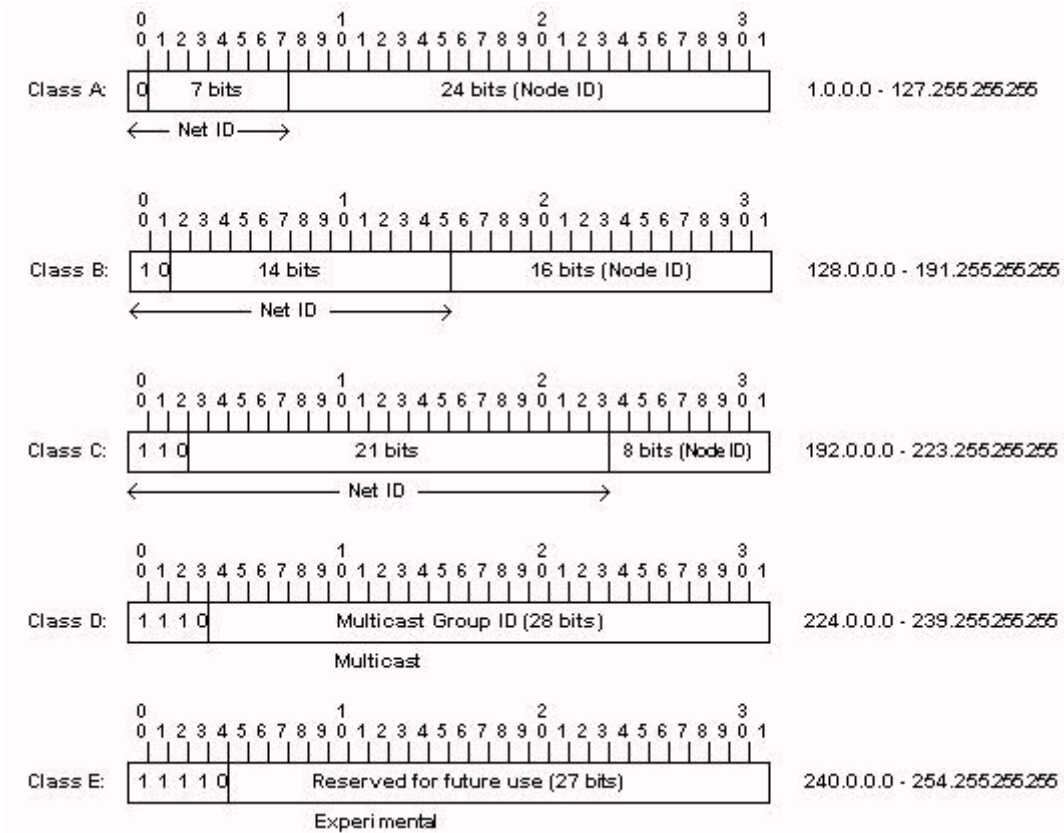 0 1 2 3
0 1 2 3 4 5 6 7 8 9 0 1 2 3 4 5 6 7 8 9 0 1 2 3 4 5 6 7 8 9 0 1
Class A: 0 7 bits 24 bits (Node ID) 1.0.0.0 - 127.255.255.255
Net ID
0 1 2 3
0 1 2 3 4 5 6 7 8 9 0 1 2 3 4 5 6 7 8 9 0 1 2 3 4 5 6 7 8 9 0 1
Class B: 1 0 14 bits 16 bits (Node ID) 128.0.0.0 - 191.255.255.255
Net ID
0 1 2 3
0 1 2 3 4 5 6 7 8 9 0 1 2 3 4 5 6 7 8 9 0 1 2 3 4 5 6 7 8 9 0 1
Class C: 1 1 0 21 bits 8 bits (Node ID) 192.0.0.0 - 223.255.255.255
Net ID
0 1 2 3
0 1 2 3 4 5 6 7 8 9 0 1 2 3 4 5 6 7 8 9 0 1 2 3 4 5 6 7 8 9 0 1
Class D: 1 1 1 0 Multicast Group ID (28 bits) 224.0.0.0 - 239.255.255.255
Multicast
0 1 2 3
0 1 2 3 4 5 6 7 8 9 0 1 2 3 4 5 6 7 8 9 0 1 2 3 4 5 6 7 8 9 0 1
Class E: 1 1 1 1 0 Reserved for future use (27 bits) 240.0.0.0 - 254.255.255.255
Experimental